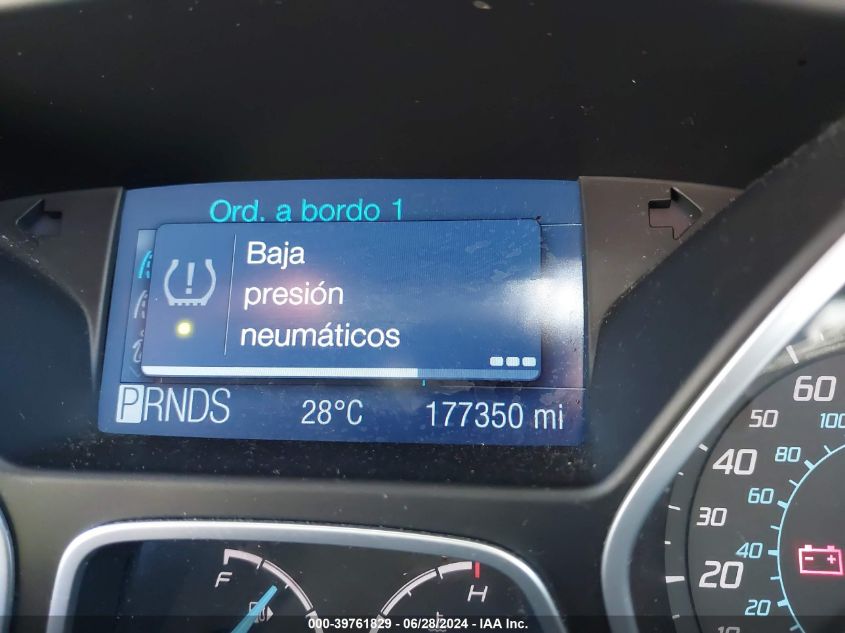 Ord. a bordo 1
Baja
presión
neumáticos
PRNDS 28°C 177350 mi
F H
60
50 100
40 80
60
30
40
20
20
10
000-39761829 - 06/28/2024 - IAA Inc.